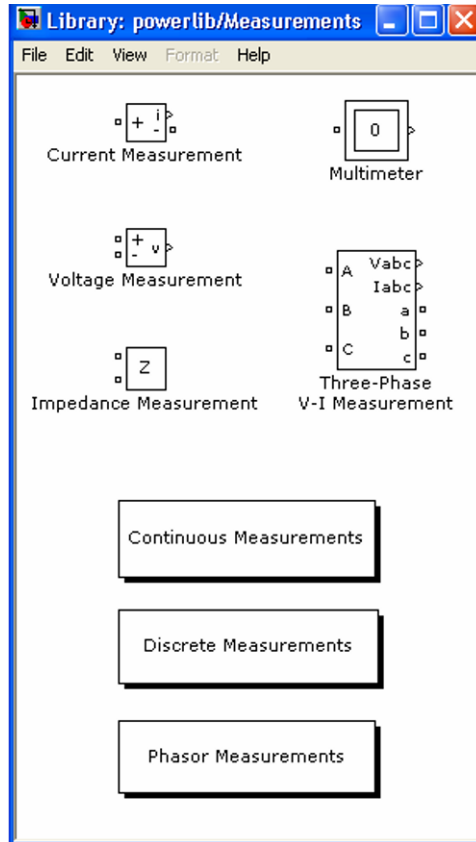 Library: powerlib/Measurements
File Edit View Format Help
+ i
-
Current Measurement
0
Multimeter
+ v
-
Voltage Measurement
A Vabc
Iabc
B a
b
C c
Three-Phase
V-I Measurement
Z
Impedance Measurement
Continuous Measurements
Discrete Measurements
Phasor Measurements